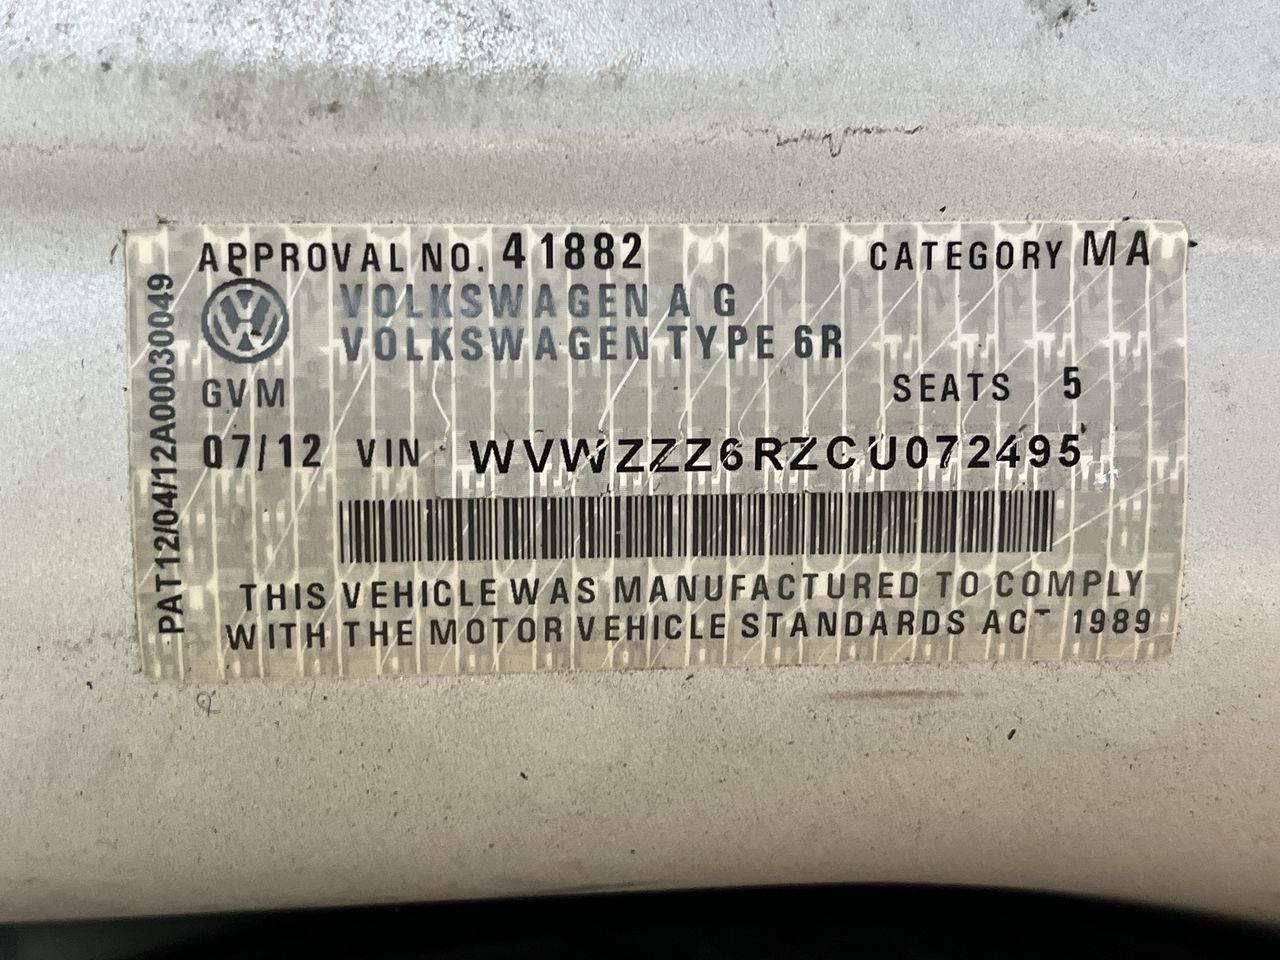 APPROVAL NO. 41882
CATEGORY MA
VOLKSWAGEN AG
VOLKSWAGEN TYPE 6R
GVM
SEATS 5
07/12 VIN WVWZZZ6RZCU072495
THIS VEHICLE WAS MANUFACTURED TO COMPLY
WITH THE MOTOR VEHICLE STANDARDS ACT 1989
PAT12/04/12A00030049